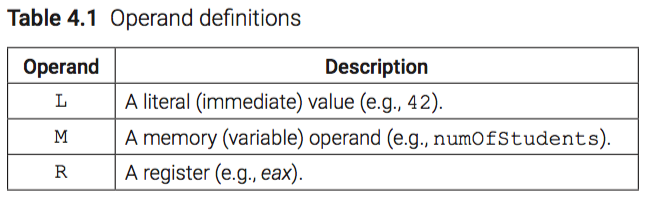 Table 4.1 Operand definitions
Operand Description
L A literal (immediate) value (e.g., 42).
M A memory (variable) operand (e.g., numOfStudents).
R A register (e.g., eax).